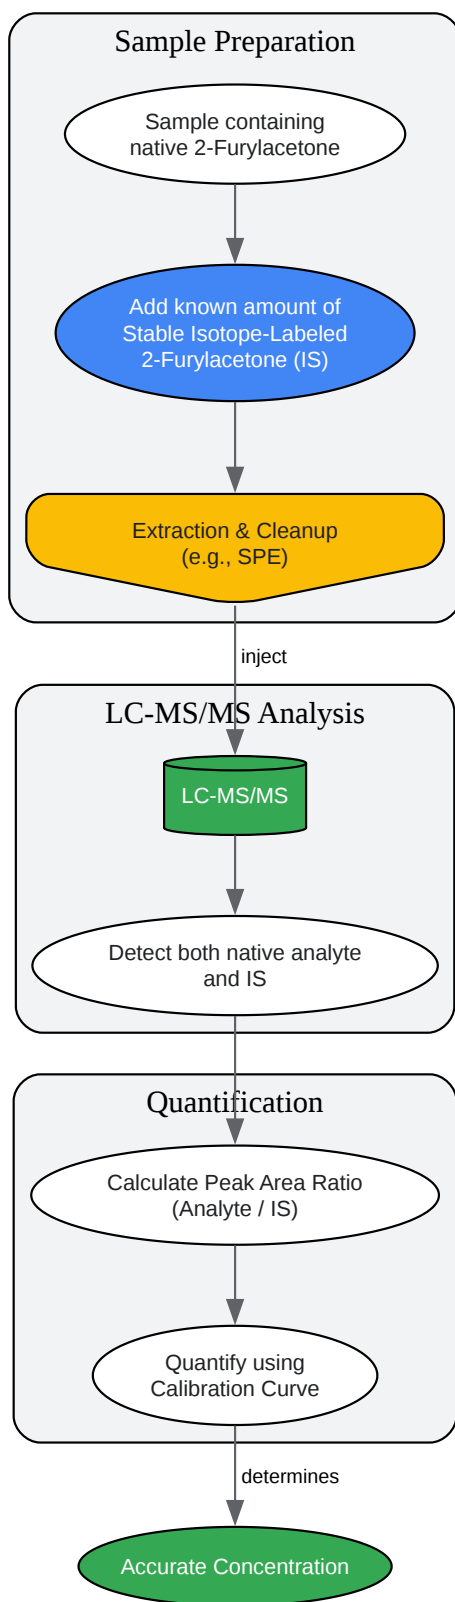 Sample Preparation
Sample containing
native 2-Furylacetone
Add known amount of
Stable Isotope-Labeled
2-Furylacetone (IS)
Extraction & Cleanup
(e.g., SPE)
inject
LC-MS/MS Analysis
LC-MS/MS
Detect both native analyte
and IS
Quantification
Calculate Peak Area Ratio
(Analyte / IS)
Quantify using
Calibration Curve
determines
Accurate Concentration